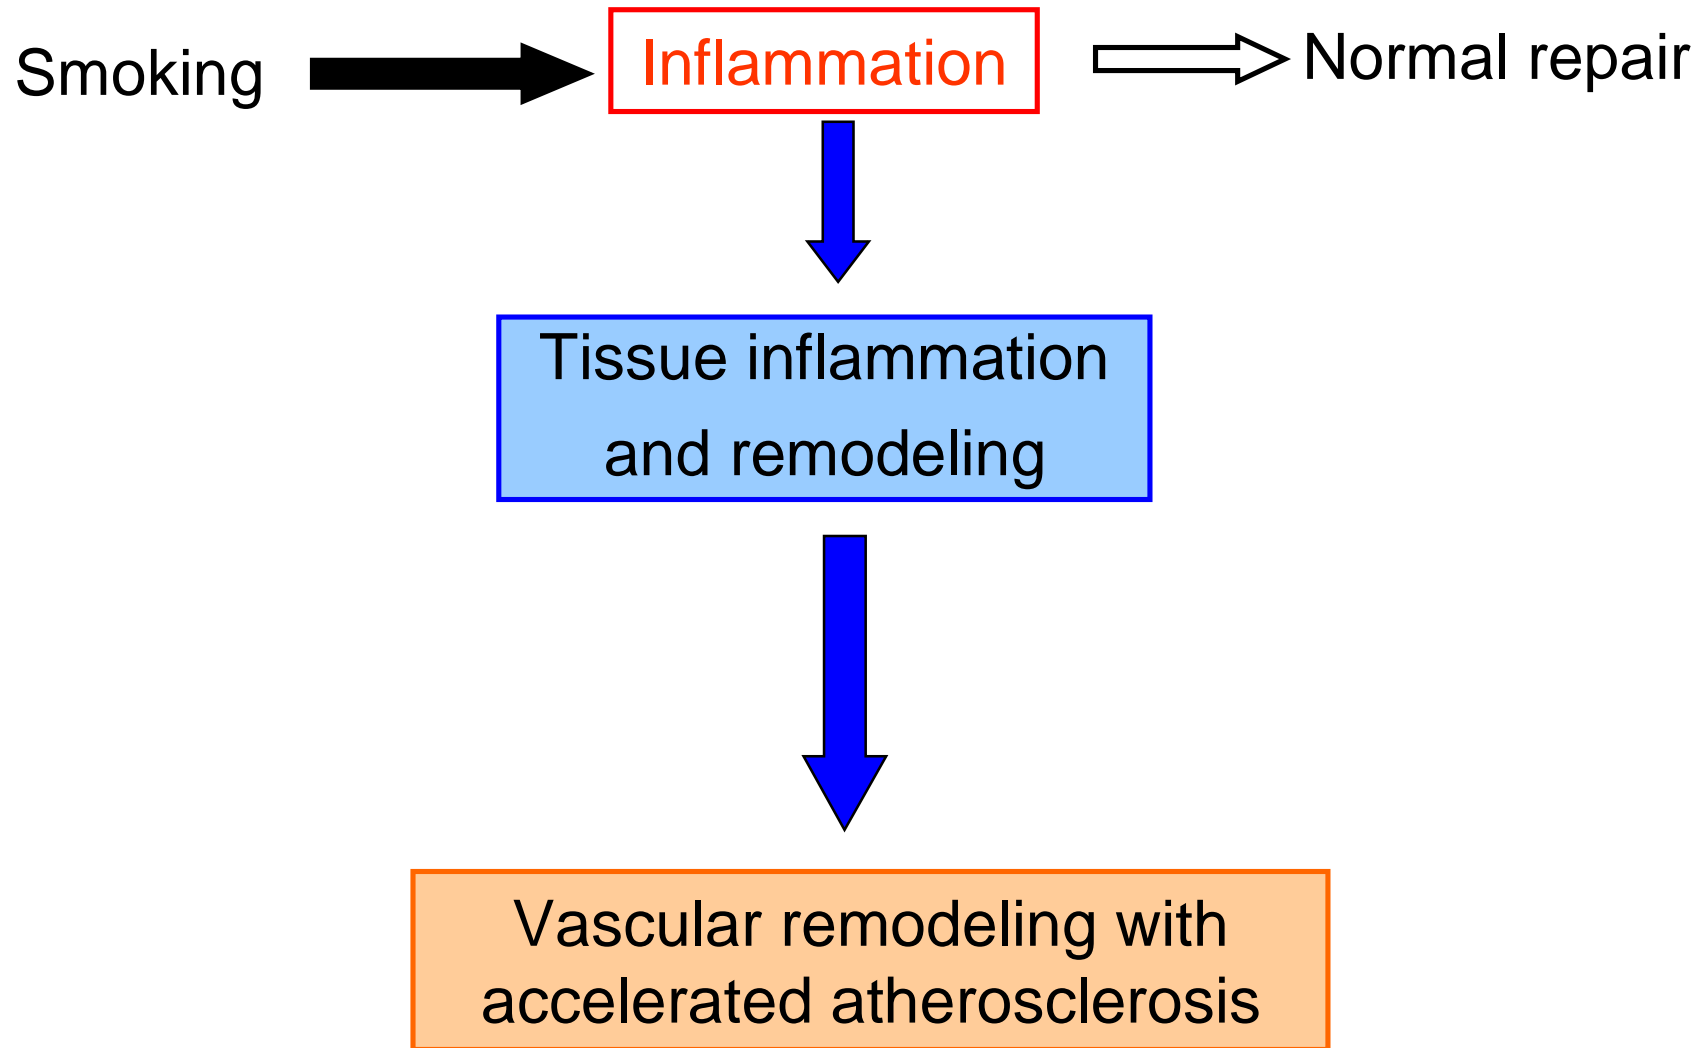 Smoking
Inflammation
Normal repair
Tissue inflammation
and remodeling
Vascular remodeling with
accelerated atherosclerosis